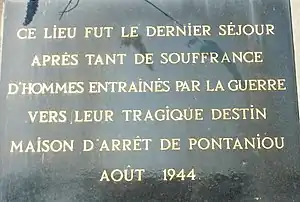 CE LIEU FUT LE DERNIER SÉJOUR
APRÉS TANT DE SOUFFRANCE
D'HOMMES ENTRAÎNÉS PAR LA GUERRE
VERS LEUR TRAGIQUE DESTIN
MAISON D'ARRÊT DE PONTANIOU
AOÛT 1944